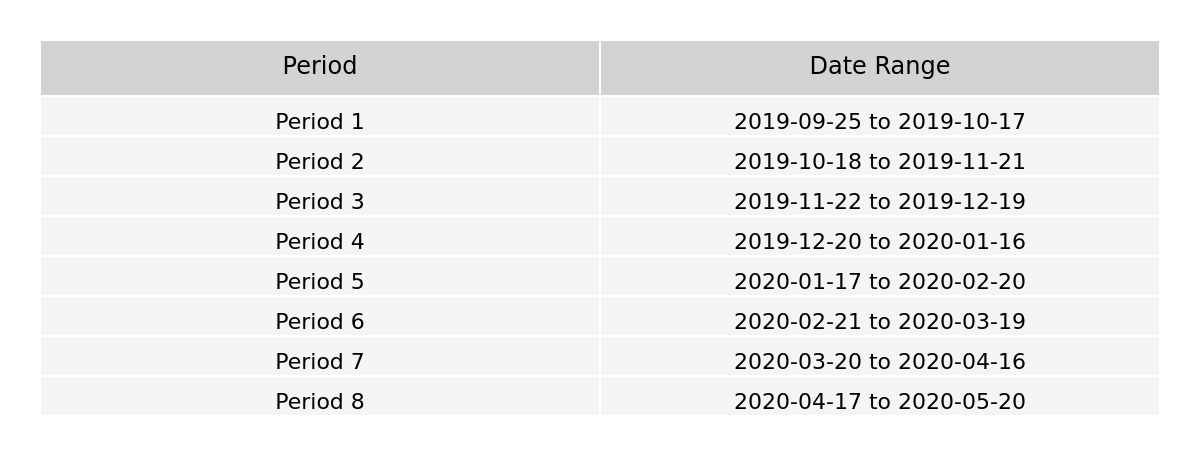 Period Date Range
Period 1 2019-09-25 to 2019-10-17
Period 2 2019-10-18 to 2019-11-21
Period 3 2019-11-22 to 2019-12-19
Period 4 2019-12-20 to 2020-01-16
Period 5 2020-01-17 to 2020-02-20
Period 6 2020-02-21 to 2020-03-19
Period 7 2020-03-20 to 2020-04-16
Period 8 2020-04-17 to 2020-05-20